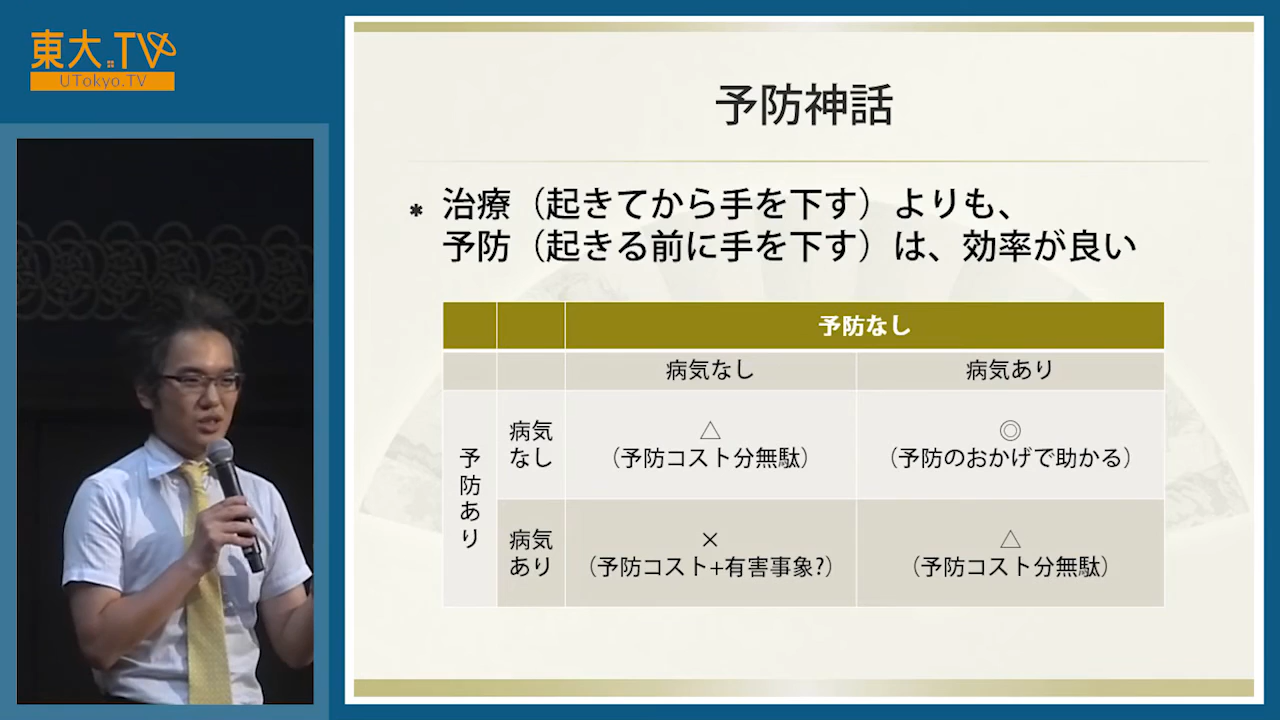 東大.TV
UTokyo.TV
予防神話
* 治療（起きてから手を下す）よりも、
予防（起きる前に手を下す）は、効率が良い
予防なし
病気なし 病気あり
予防あり
病気なし
△
（予防コスト分無駄）
◎
（予防のおかげで助かる）
病気あり
×
（予防コスト+有害事象?）
△
（予防コスト分無駄）